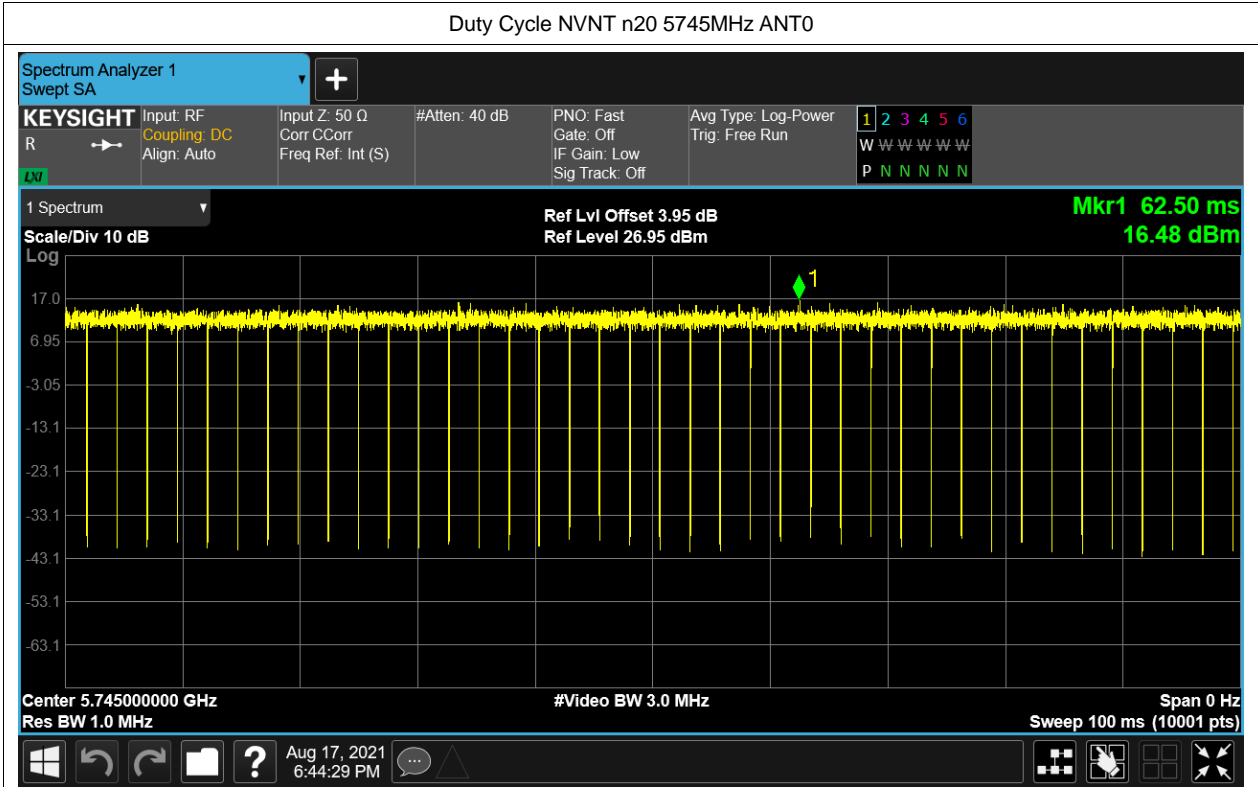 Duty Cycle NVNT n20 5745MHz ANT0
Spectrum Analyzer 1
Swept SA
KEYSIGHT
R
LXI
Input: RF
Coupling: DC
Align: Auto
Input Z: 50 Ω
Corr CCorr
Freq Ref: Int (S)
#Atten: 40 dB
PNO: Fast
Gate: Off
IF Gain: Low
Sig Track: Off
Avg Type: Log-Power
Trig: Free Run
1 2 3 4 5 6
W W W W W W
P N N N N N
1 Spectrum
Scale/Div 10 dB
Log
Ref Lvl Offset 3.95 dB
Ref Level 26.95 dBm
Mkr1 62.50 ms
16.48 dBm
1
17.0
6.95
-3.05
-13.1
-23.1
-33.1
-43.1
-53.1
-63.1
Center 5.745000000 GHz
Res BW 1.0 MHz
#Video BW 3.0 MHz
Span 0 Hz
Sweep 100 ms (10001 pts)
?
Aug 17, 2021
6:44:29 PM